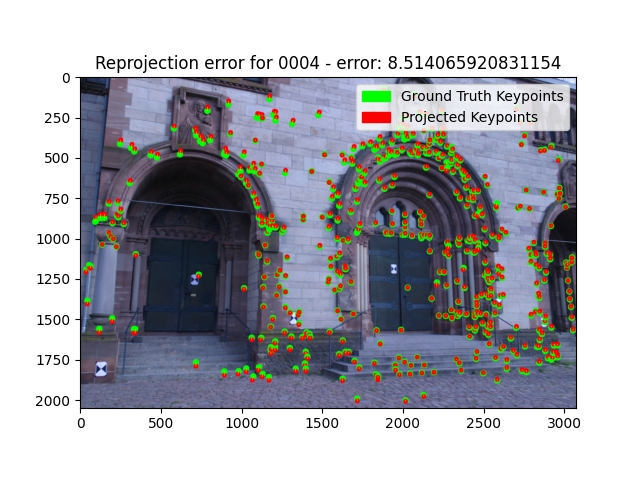 Reprojection error for 0004 - error: 8.514065920831154
Ground Truth Keypoints
Projected Keypoints
0
250
500
750
1000
1250
1500
1750
2000
0 500 1000 1500 2000 2500 3000